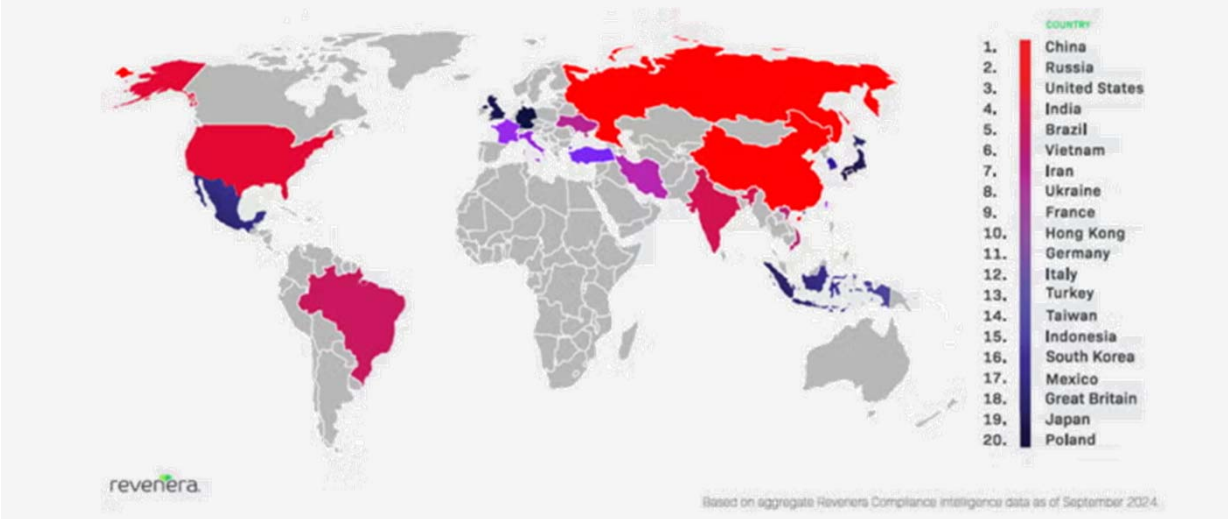 COUNTRY
1. China
2. Russia
3. United States
4. India
5. Brazil
6. Vietnam
7. Iran
8. Ukraine
9. France
10. Hong Kong
11. Germany
12. Italy
13. Turkey
14. Taiwan
15. Indonesia
16. South Korea
17. Mexico
18. Great Britain
19. Japan
20. Poland
revenera.
Based on aggregate Revenera Compliance Intelligence data as of September 2024.